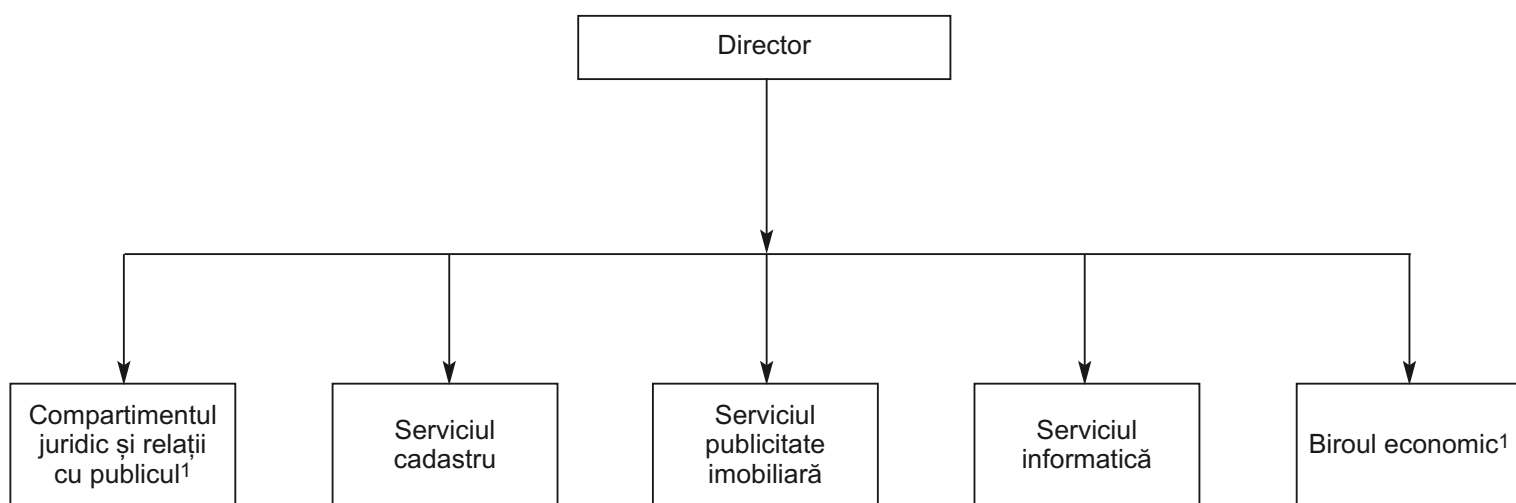 Director
Compartimentul
juridic și relații
cu publicul1
Serviciul
cadastru
Serviciul
publicitate
imobiliară
Serviciul
informatică
Biroul economic1